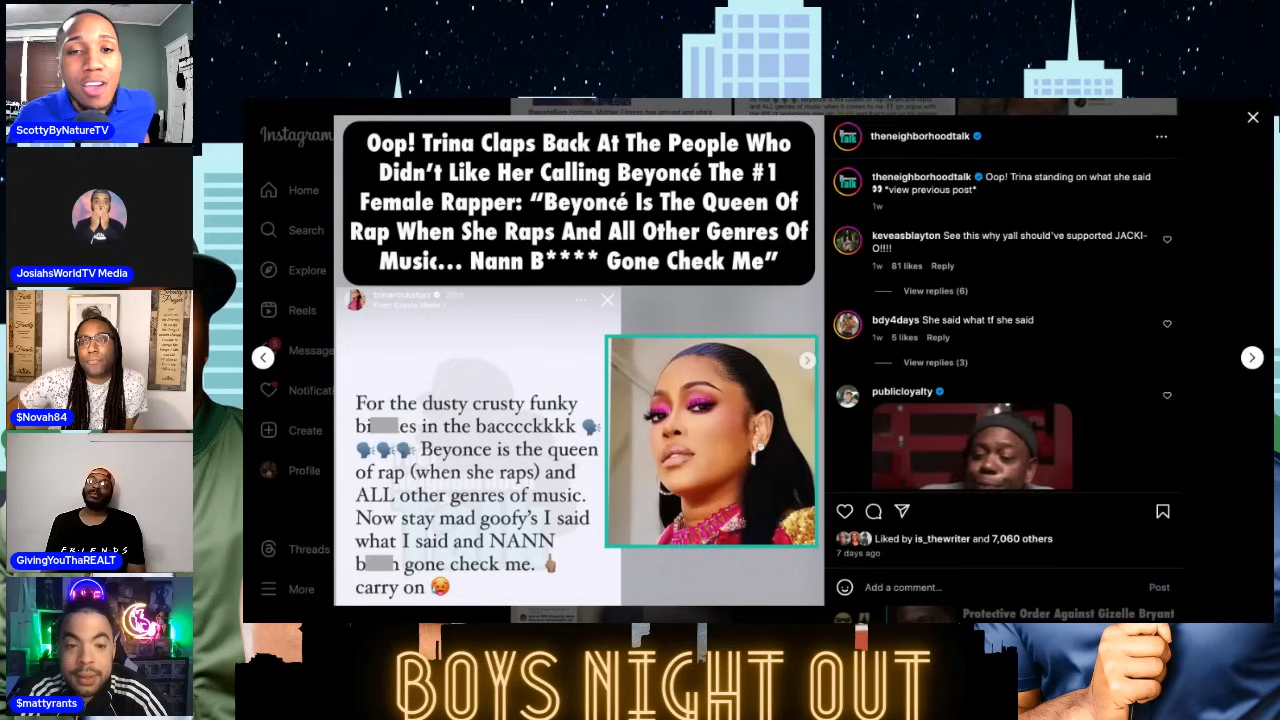 ScottyByNatureTV
JosiahsWorldTV Media
$Novah84
FRIENDS
GivingYouThaREALT
$mattyrants
Instagram
Home
Search
Explore
Reels
Message
Notificati
Create
Profile
Threads
More
Oop! Trina Claps Back At The People Who
Didn't Like Her Calling Beyoncé The #1
Female Rapper: “Beyoncé Is The Queen Of
Rap When She Raps And All Other Genres Of
Music... Nann B**** Gone Check Me”
trinarockstarr
From Create Mode
For the dusty crusty funky
bi es in the bacccckkkk 🗣️
🗣️🗣️🗣️ Beyonce is the queen
of rap (when she raps) and
ALL other genres of music.
Now stay mad goofy's I said
what I said and NANN
b h gone check me. 🖕🏽
carry on 🥵
theneighborhoodtalk
theneighborhoodtalk Oop! Trina standing on what she said
👀 *view previous post*
1w
keveasblayton See this why yall should've supported JACKI-
O!!!!
1w 81 likes Reply
View replies (6)
bdy4days She said what tf she said
1w 5 likes Reply
View replies (3)
publicloyalty
Liked by is_thewriter and 7,060 others
7 days ago
Add a comment...
Post
Protective Order Against Gizelle Bryant
BOYS NIGHT OUT